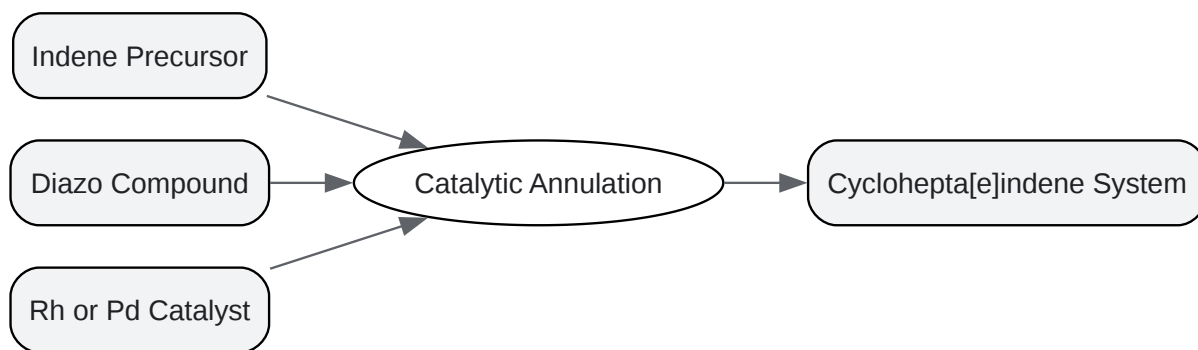 Indene Precursor
Diazo Compound
Catalytic Annulation
Cyclohepta[e]indene System
Rh or Pd Catalyst